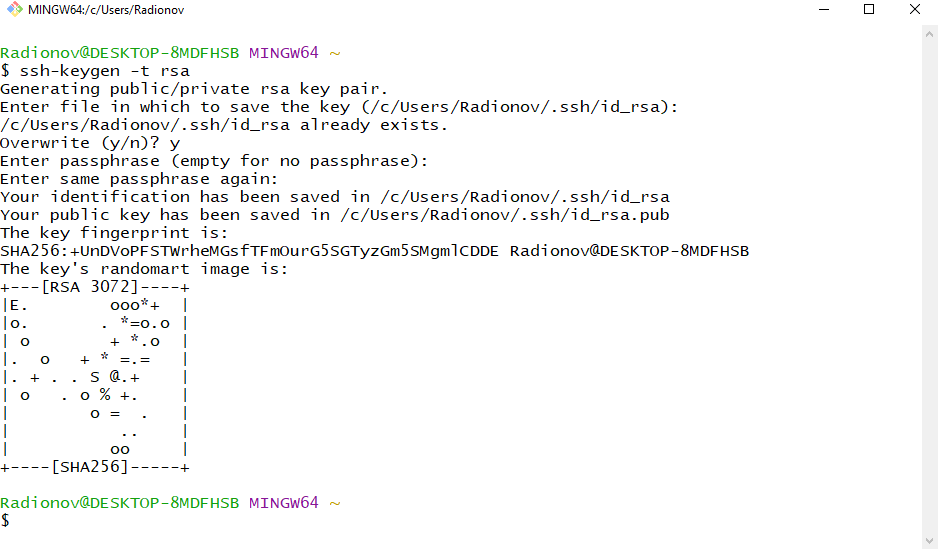 MINGW64:/c/Users/Radionov
Radionov@DESKTOP-8MDFHSB MINGW64 ~
$ ssh-keygen -t rsa
Generating public/private rsa key pair.
Enter file in which to save the key (/c/Users/Radionov/.ssh/id_rsa):
/c/Users/Radionov/.ssh/id_rsa already exists.
Overwrite (y/n)? y
Enter passphrase (empty for no passphrase):
Enter same passphrase again:
Your identification has been saved in /c/Users/Radionov/.ssh/id_rsa
Your public key has been saved in /c/Users/Radionov/.ssh/id_rsa.pub
The key fingerprint is:
SHA256:+UnDVoPFSTWrheMGsfTFmOurG5SGTyzGm5SMgmlCDDE Radionov@DESKTOP-8MDFHSB
The key's randomart image is:
+---[RSA 3072]----+
|E.        ooo*+  |
|o.       . *=o.o |
| o        + *.o  |
|.  o   + * =.=   |
|. + . . S @.+    |
| o   . o % +.    |
|        o =  .   |
|           ..    |
|          oo     |
+----[SHA256]-----+
Radionov@DESKTOP-8MDFHSB MINGW64 ~
$